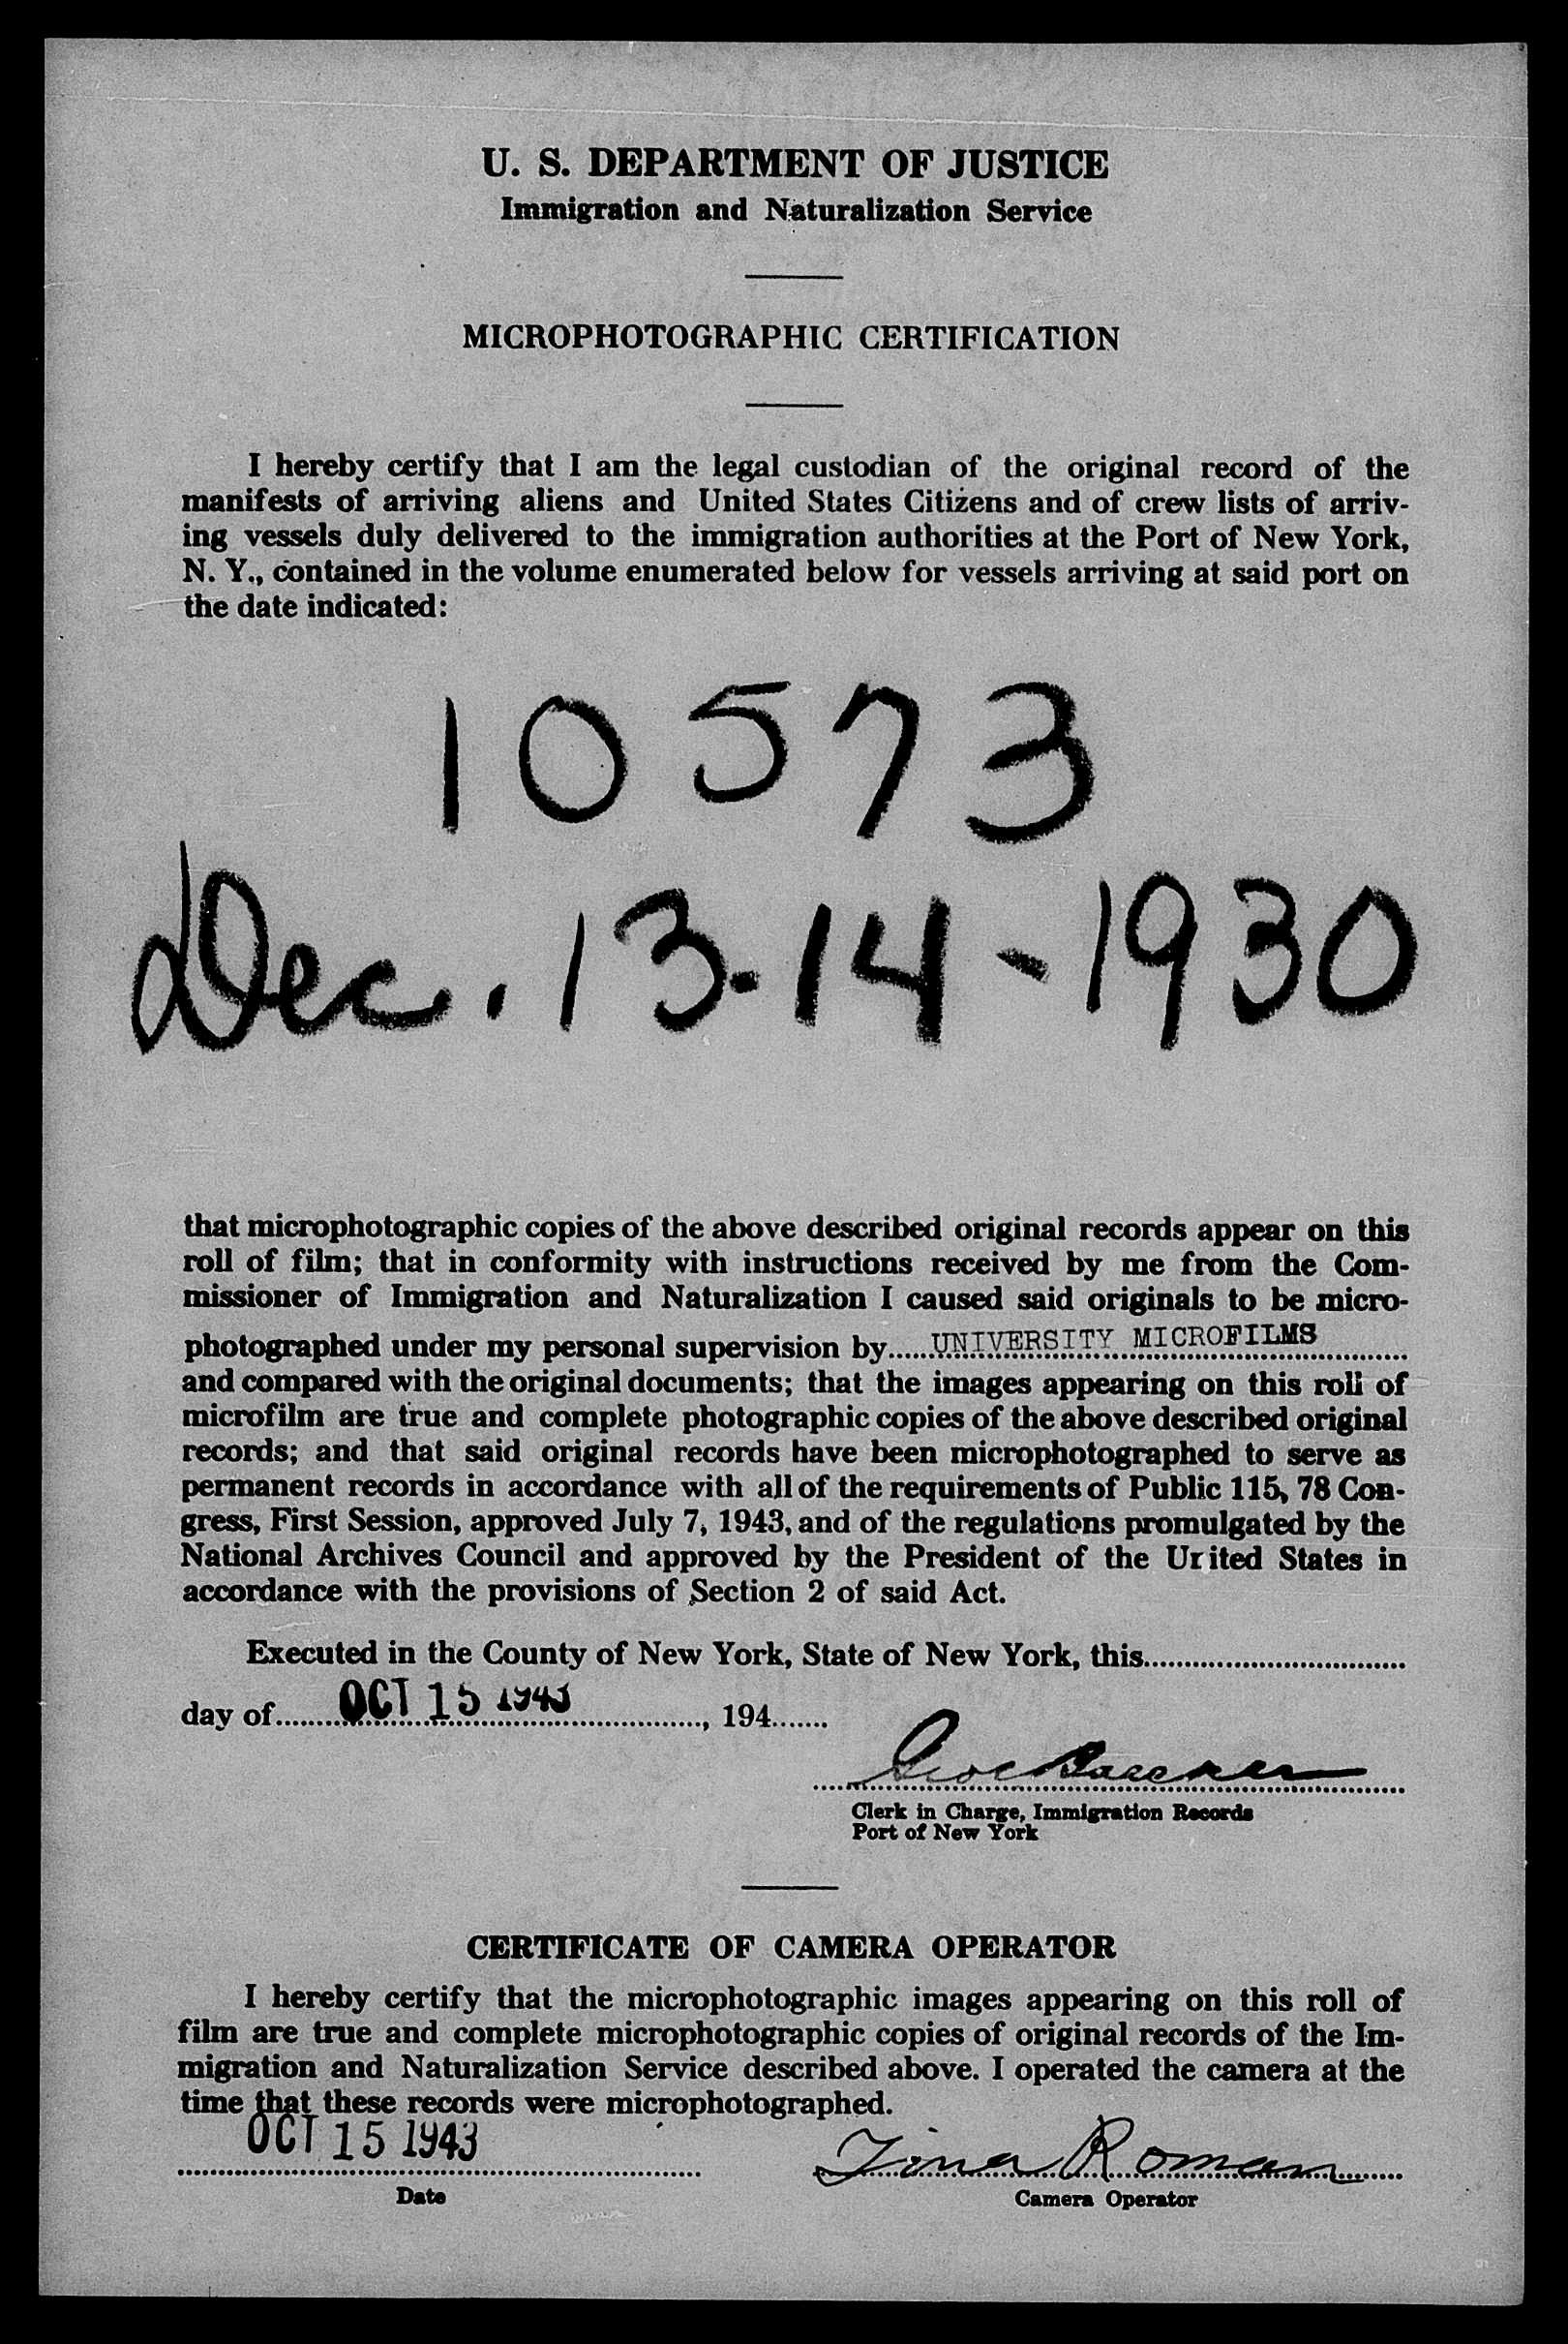 U. S. DEPARTMENT OF JUSTICE
Immigration and Naturalization Service
MICROPHOTOGRAPHIC CERTIFICATION
I hereby certify that I am the legal custodian of the original record of the
manifests of arriving aliens and United States Citizens and of crew lists of arriv-
ing vessels duly delivered to the immigration authorities at the Port of New York,
N. Y., contained in the volume enumerated below for vessels arriving at said port on
the date indicated:
10573
Dec. 13-14-1930
that microphotographic copies of the above described original records appear on this
roll of film; that in conformity with instructions received by me from the Com-
missioner of Immigration and Naturalization I caused said originals to be micro-
photographed under my personal supervision by......UNIVERSITY MICROFILMS
and compared with the original documents; that the images appearing on this roll of
microfilm are true and complete photographic copies of the above described original
records; and that said original records have been microphotographed to serve as
permanent records in accordance with all of the requirements of Public 115, 78 Con-
gress, First Session, approved July 7, 1943, and of the regulations promulgated by the
National Archives Council and approved by the President of the United States in
accordance with the provisions of Section 2 of said Act.
Executed in the County of New York, State of New York, this
day of OCT 15 1943, 194
Clerk in Charge, Immigration Records
Port of New York
CERTIFICATE OF CAMERA OPERATOR
I hereby certify that the microphotographic images appearing on this roll of
film are true and complete microphotographic copies of original records of the Im-
migration and Naturalization Service described above. I operated the camera at the
time that these records were microphotographed.
OCT 15 1943 Tina Roman
Date Camera Operator